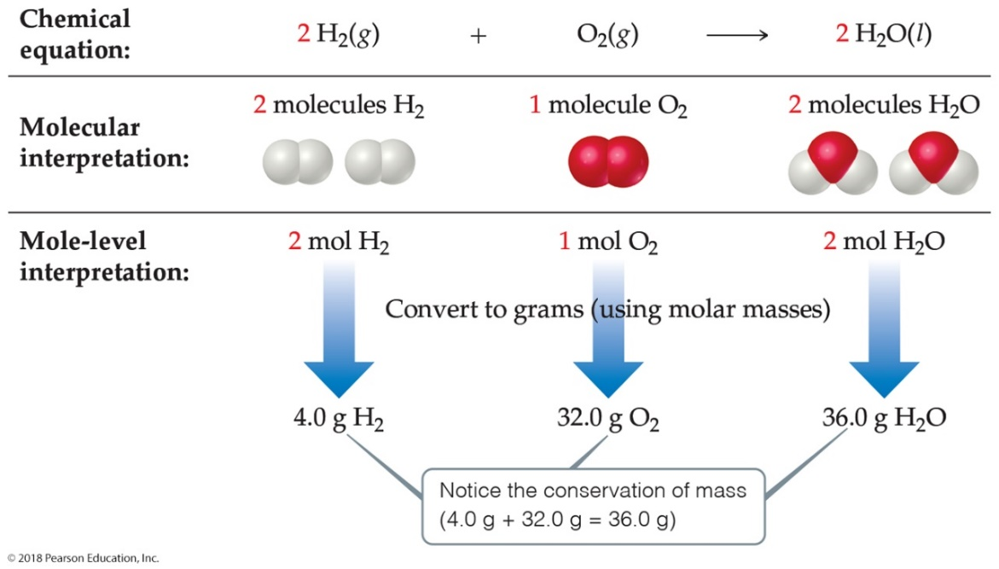 Chemical
equation:
2 H₂(g) + O₂(g) ⟶ 2 H₂O(l)
Molecular
interpretation:
2 molecules H₂ 1 molecule O₂ 2 molecules H₂O
Mole-level
interpretation:
2 mol H₂ 1 mol O₂ 2 mol H₂O
Convert to grams (using molar masses)
4.0 g H₂ 32.0 g O₂ 36.0 g H₂O
Notice the conservation of mass
(4.0 g + 32.0 g = 36.0 g)
© 2018 Pearson Education, Inc.